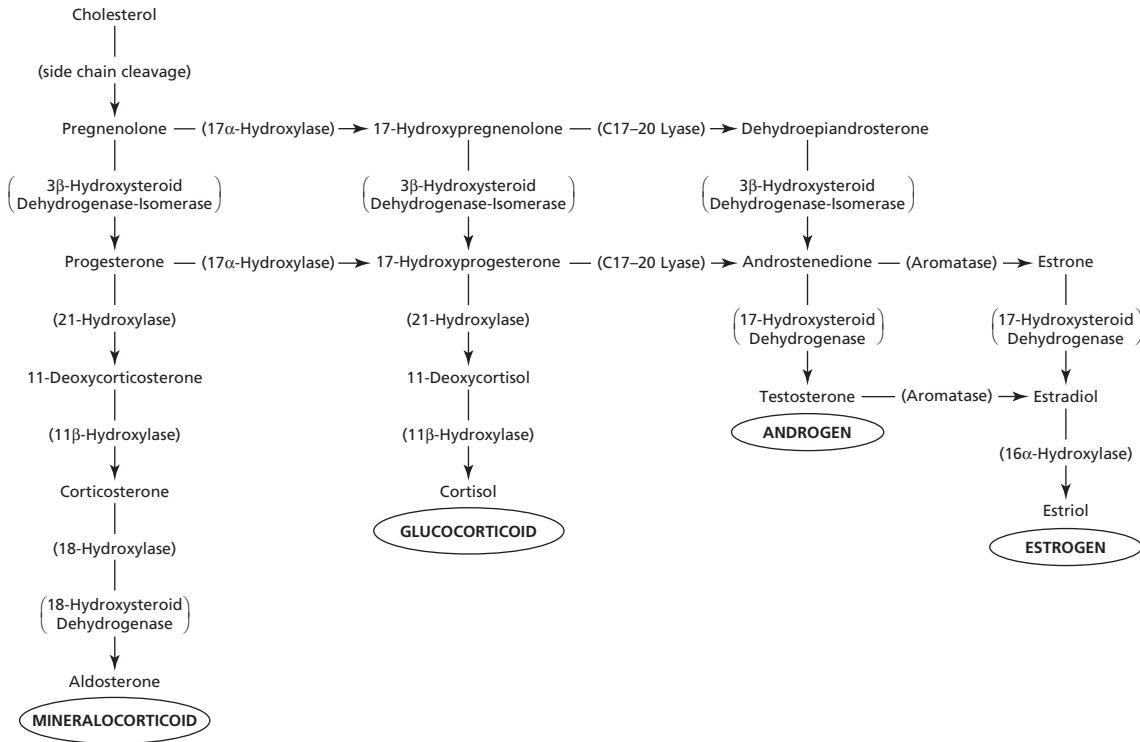 Cholesterol
(side chain cleavage)
Pregnenolone (17α-Hydroxylase) 17-Hydroxypregnenolone (C17–20 Lyase) Dehydroepiandrosterone
(3β-Hydroxysteroid (3β-Hydroxysteroid (3β-Hydroxysteroid
Dehydrogenase-Isomerase) Dehydrogenase-Isomerase) Dehydrogenase-Isomerase)
Progesterone (17α-Hydroxylase) 17-Hydroxyprogesterone (C17–20 Lyase) Androstenedione (Aromatase) Estrone
(21-Hydroxylase) (21-Hydroxylase) (17-Hydroxysteroid (17-Hydroxysteroid
Dehydrogenase) Dehydrogenase)
11-Deoxycorticosterone 11-Deoxycortisol
Testosterone (Aromatase) Estradiol
(11β-Hydroxylase) (11β-Hydroxylase) ANDROGEN
(16α-Hydroxylase)
Corticosterone Cortisol
Estriol
GLUCOCORTICOID
(18-Hydroxylase) ESTROGEN
(18-Hydroxysteroid
Dehydrogenase)
Aldosterone
MINERALOCORTICOID